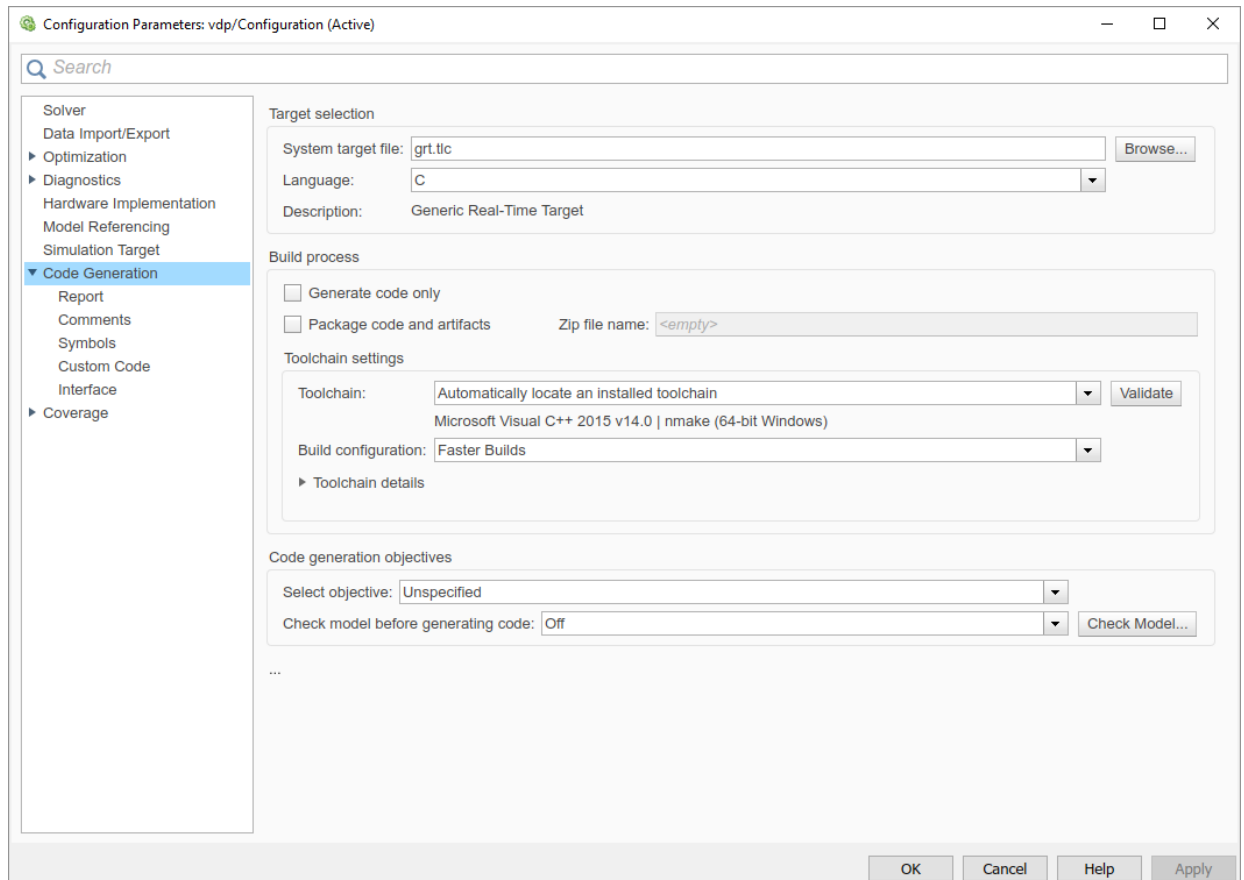 Configuration Parameters: vdp/Configuration (Active)
Search
Solver
Data Import/Export
Optimization
Diagnostics
Hardware Implementation
Model Referencing
Simulation Target
Code Generation
Report
Comments
Symbols
Custom Code
Interface
Coverage
Target selection
System target file: grt.tlc Browse...
Language: C
Description: Generic Real-Time Target
Build process
Generate code only
Package code and artifacts Zip file name: <empty>
Toolchain settings
Toolchain: Automatically locate an installed toolchain Validate
Microsoft Visual C++ 2015 v14.0 | nmake (64-bit Windows)
Build configuration: Faster Builds
Toolchain details
Code generation objectives
Select objective: Unspecified
Check model before generating code: Off Check Model...
...
OK Cancel Help Apply